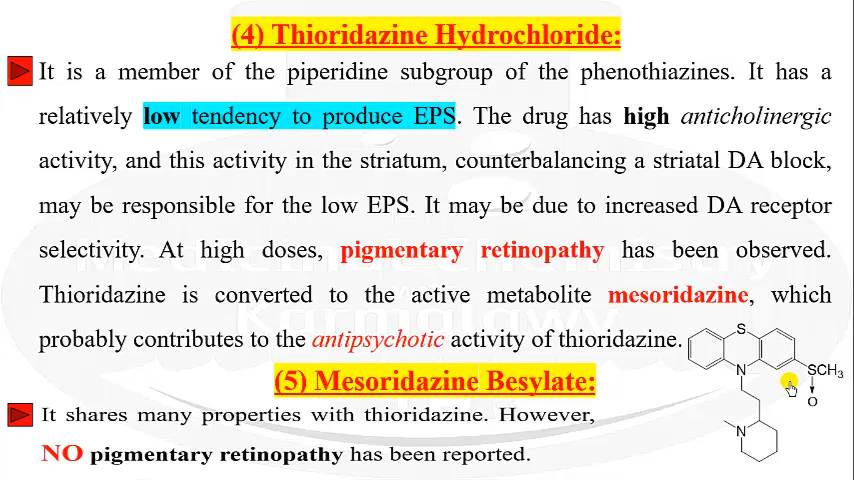 (4) Thioridazine Hydrochloride:
It is a member of the piperidine subgroup of the phenothiazines. It has a
relatively low tendency to produce EPS. The drug has high anticholinergic
activity, and this activity in the striatum, counterbalancing a striatal DA block,
may be responsible for the low EPS. It may be due to increased DA receptor
selectivity. At high doses, pigmentary retinopathy has been observed.
Thioridazine is converted to the active metabolite mesoridazine, which
probably contributes to the antipsychotic activity of thioridazine.
S
N
SCH3
O
N
(5) Mesoridazine Besylate:
It shares many properties with thioridazine. However,
NO pigmentary retinopathy has been reported.
Medicinal Chemistry
Karmalawy